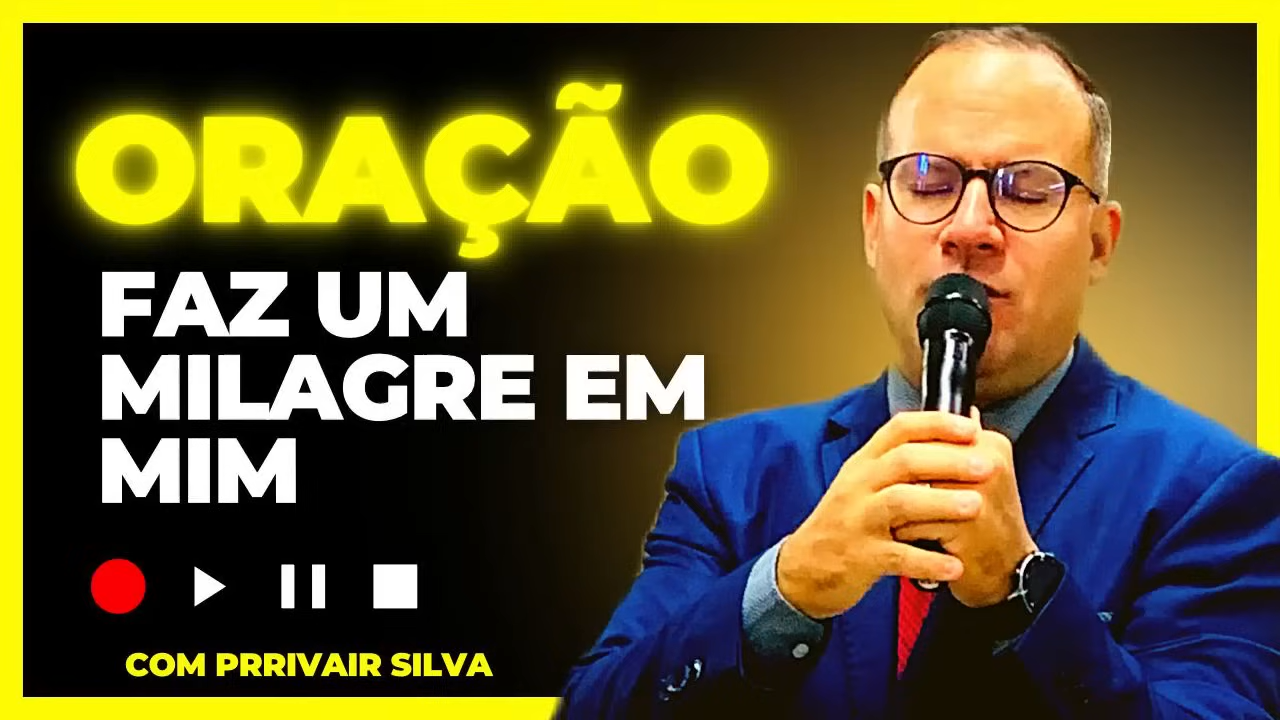 ORAÇÃO
FAZ UM
MILAGRE EM
MIM
COM PRRIVAIR SILVA